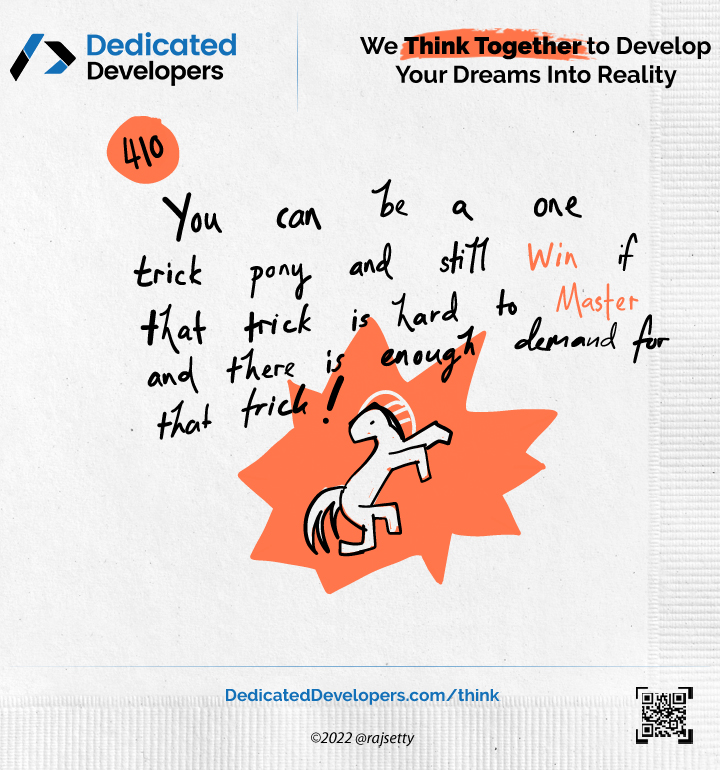 Dedicated
Developers
We Think Together to Develop
Your Dreams Into Reality
410
You can be a one
trick pony and still Win if
that trick is hard to Master
and there is enough demand for
that trick!
DedicatedDevelopers.com/think
©2022 @rajsetty